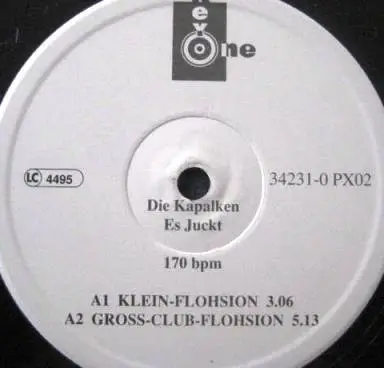 One
LC 4495
34231-0 PX02
Die Kapalken
Es Juckt
170 bpm
A1 KLEIN-FLOHSION 3.06
A2 GROSS-CLUB-FLOHSION 5.13